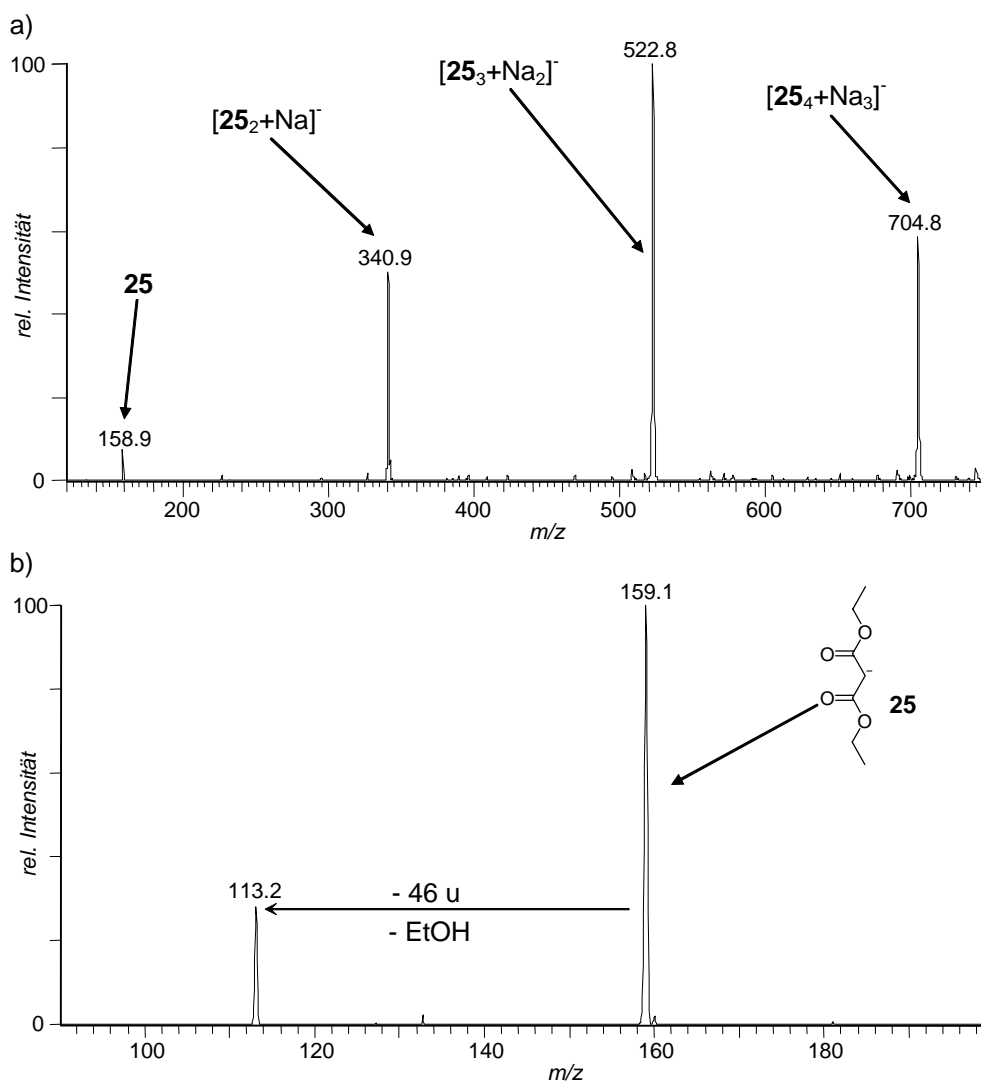 a)
100
522.8
[25₃+Na₂]⁻
[25₄+Na₃]⁻
[25₂+Na]⁻
704.8
340.9
25
158.9
rel. Intensität
0
200
300
400
500
600
700
m/z
b)
100
159.1
O
O
-
O
25
O
113.2
- 46 u
- EtOH
rel. Intensität
0
100
120
140
160
180
m/z